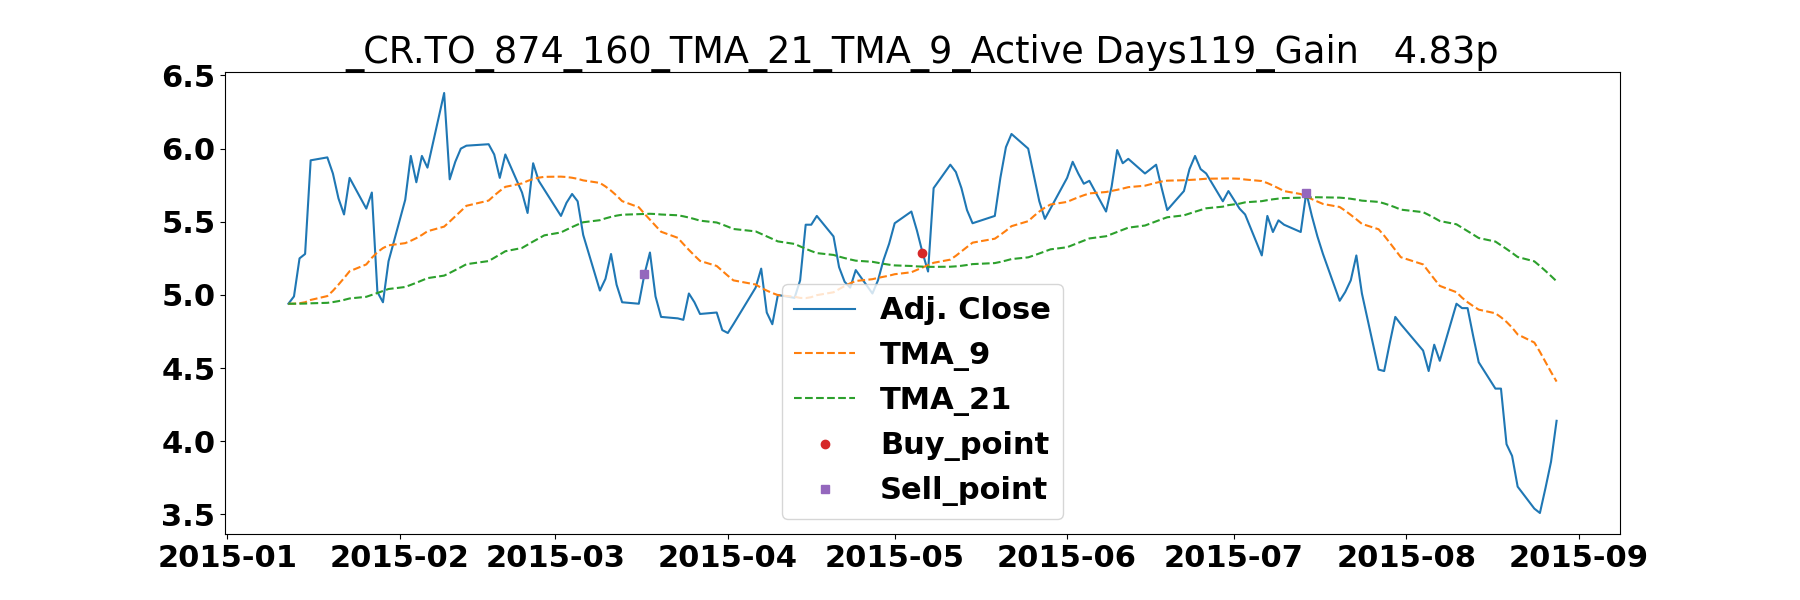 _CR.TO_874_160_TMA_21_TMA_9_Active Days119_Gain   4.83p
6.5
6.0
5.5
5.0
4.5
4.0
3.5
Adj. Close
TMA_9
TMA_21
Buy_point
Sell_point
2015-01 2015-02 2015-03 2015-04 2015-05 2015-06 2015-07 2015-08 2015-09